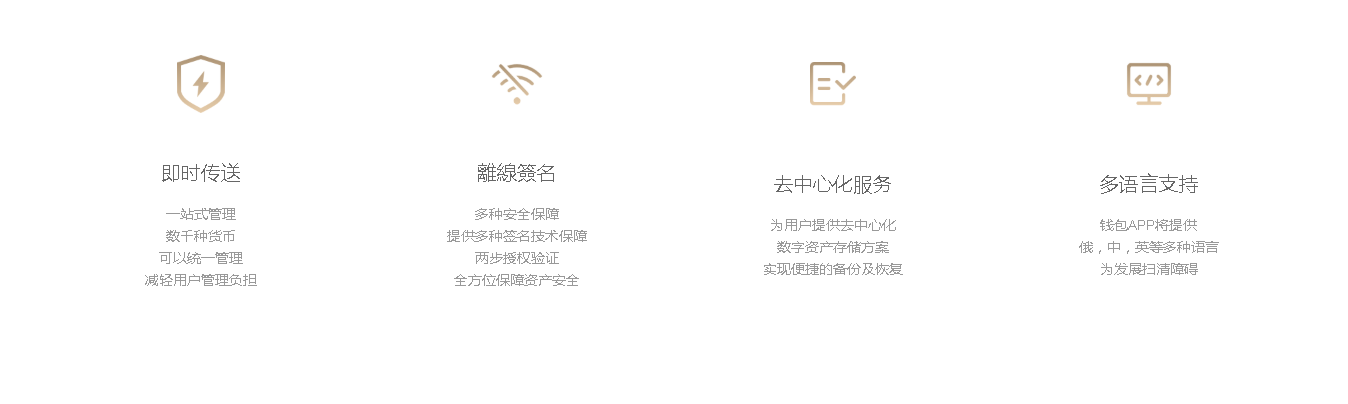 即时传送
一站式管理
数千种货币
可以统一管理
减轻用户管理负担
離線簽名
多种安全保障
提供多种签名技术保障
两步授权验证
全方位保障资产安全
去中心化服务
为用户提供去中心化
数字资产存储方案
实现便捷的备份及恢复
多语言支持
钱包APP将提供
俄，中，英等多种语言
为发展扫清障碍